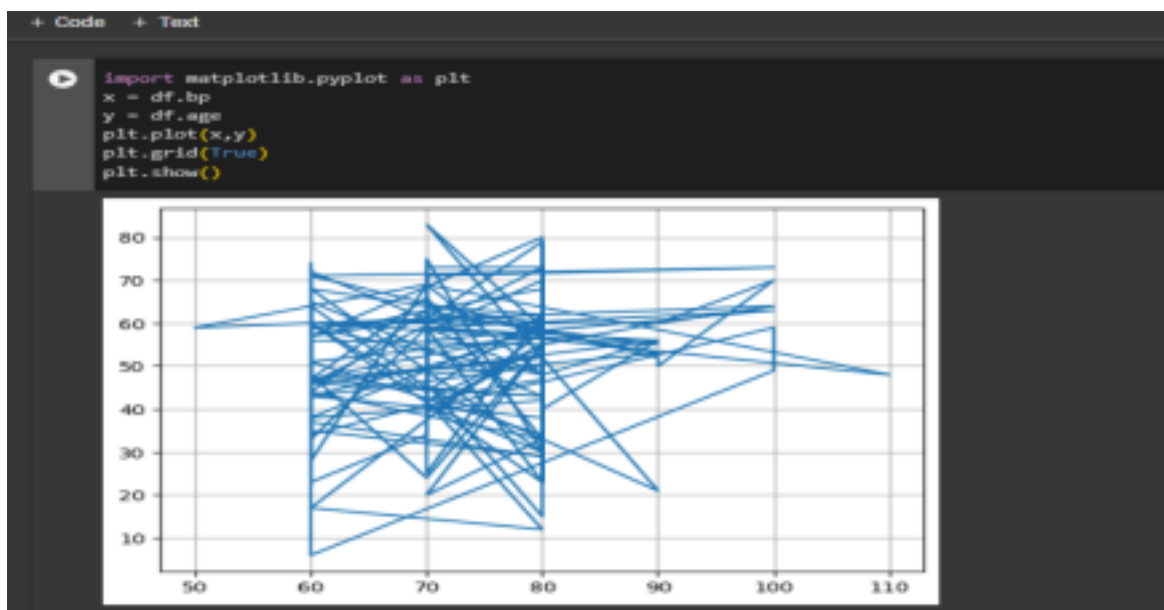 + Code + Text
import matplotlib.pyplot as plt
x = df.bp
y = df.age
plt.plot(x,y)
plt.grid(True)
plt.show()
80
70
60
50
40
30
20
10
50 60 70 80 90 100 110